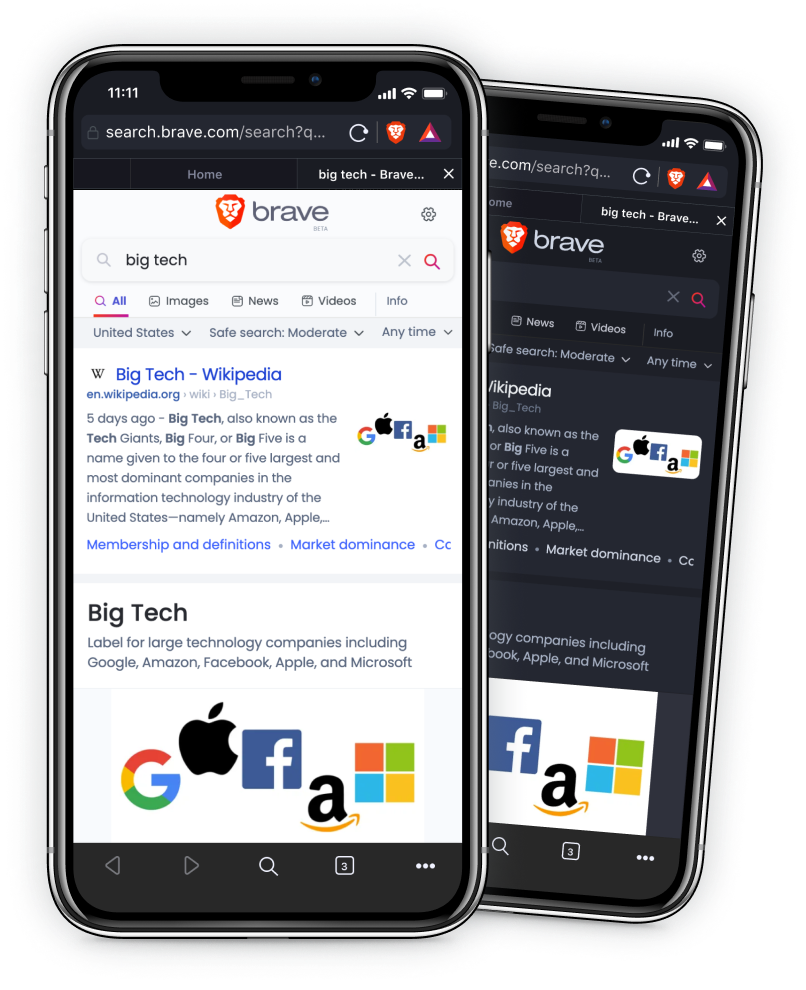 11:11
search.brave.com/search?q...
Home
big tech - Brave...
brave
BETA
big tech
All
Images
News
Videos
Info
United States
Safe search: Moderate
Any time
W
Big Tech - Wikipedia
en.wikipedia.org › wiki › Big_Tech
5 days ago - Big Tech, also known as the
Tech Giants, Big Four, or Big Five is a
name given to the four or five largest and
most dominant companies in the
information technology industry of the
United States—namely Amazon, Apple,...
Membership and definitions • Market dominance • Cc
Big Tech
Label for large technology companies including
Google, Amazon, Facebook, Apple, and Microsoft
3
e.com/search?q...
ome
big tech - Brave...
brave
BETA
News
Videos
Info
Safe search: Moderate
Any time
Vikipedia
Big_Tech
n, also known as the
or Big Five is a
r or five largest and
anies in the
y industry of the
Amazon, Apple,...
nitions • Market dominance • Cc
ogy companies including
book, Apple, and Microsoft
3